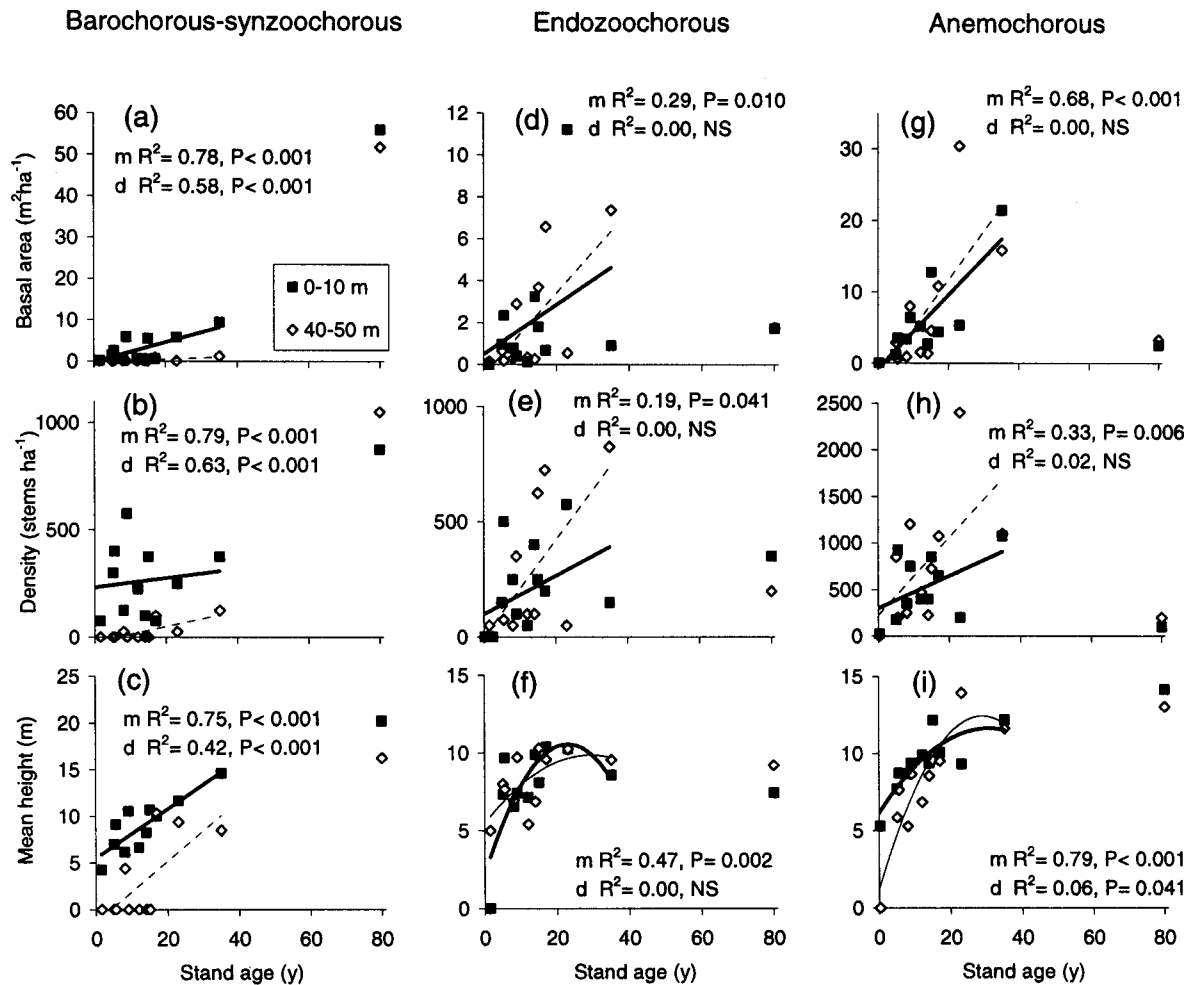 Barochorous-synzoochorous
Endozoochorous
Anemochorous
(a)
m R²= 0.78, P< 0.001
d R²= 0.58, P< 0.001
Basal area (m²ha⁻¹)
60
50
40
30
20
10
0
0-10 m
40-50 m
(d)
m R²= 0.29, P= 0.010
d R²= 0.00, NS
12
10
8
6
4
2
0
(g)
m R²= 0.68, P< 0.001
d R²= 0.00, NS
30
20
10
0
(b)
m R²= 0.79, P< 0.001
d R²= 0.63, P< 0.001
Density (stems ha⁻¹)
1000
500
0
(e)
m R²= 0.19, P= 0.041
d R²= 0.00, NS
1000
500
0
(h)
m R²= 0.33, P= 0.006
d R²= 0.02, NS
2500
2000
1500
1000
500
0
(c)
m R²= 0.75, P< 0.001
d R²= 0.42, P< 0.001
Mean height (m)
25
20
15
10
5
0
0 20 40 60 80
Stand age (y)
(f)
m R²= 0.47, P= 0.002
d R²= 0.00, NS
15
10
5
0
0 20 40 60 80
Stand age (y)
(i)
m R²= 0.79, P< 0.001
d R²= 0.06, P= 0.041
15
10
5
0
0 20 40 60 80
Stand age (y)